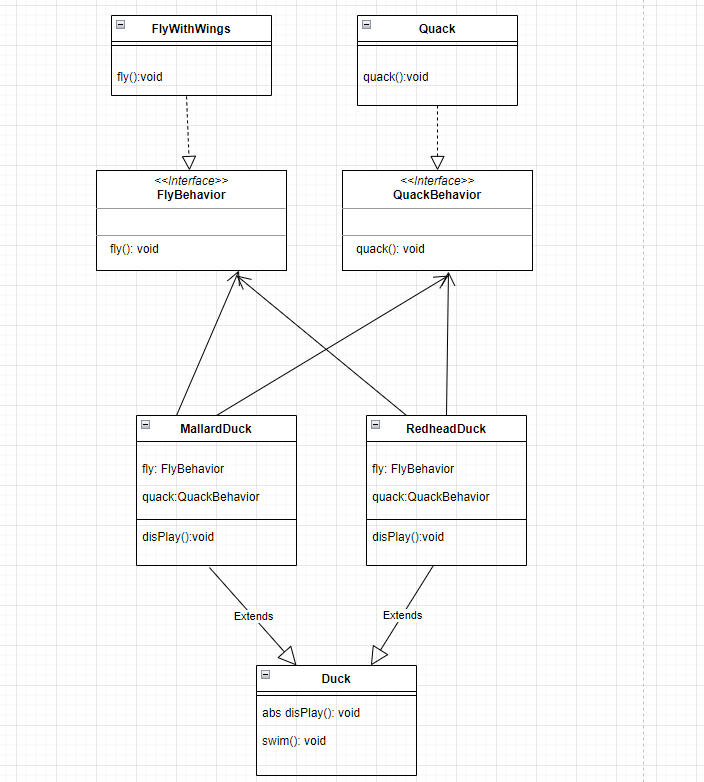 FlyWithWings
fly():void
Quack
quack():void
<<Interface>>
FlyBehavior
fly(): void
<<Interface>>
QuackBehavior
quack(): void
MallardDuck
fly: FlyBehavior
quack:QuackBehavior
disPlay():void
RedheadDuck
fly: FlyBehavior
quack:QuackBehavior
disPlay():void
Extends
Extends
Duck
abs disPlay(): void
swim(): void